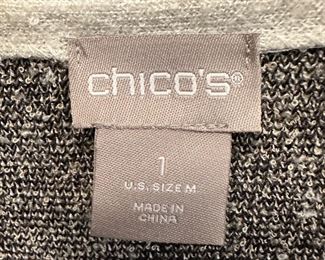 chico's®
1
U.S. SIZE M
MADE IN
CHINA